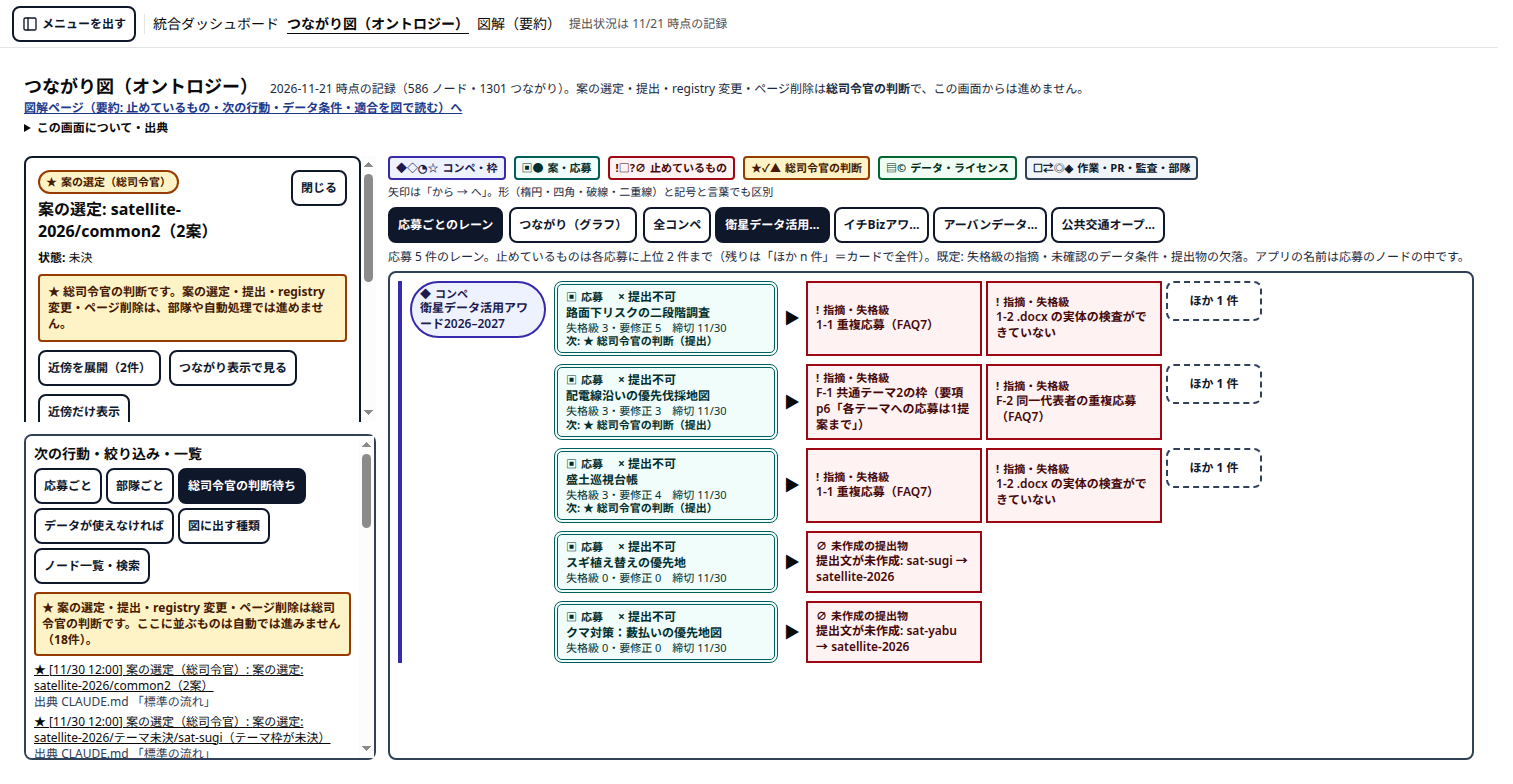 メニューを出す
統合ダッシュボード つながり図（オントロジー） 図解（要約） 提出状況は 11/21 時点の記録
つながり図（オントロジー） 2026-11-21 時点の記録（586 ノード・1301 つながり）。案の選定・提出・registry 変更・ページ削除は総司令官の判断で、この画面からは進めません。
図解ページ（要約: 止めているもの・次の行動・データ条件・適合を図で読む）へ
▶ この画面について・出典
★ 案の選定（総司令官）
閉じる
案の選定: satellite-
2026/common2（2案）
状態: 未決
★ 総司令官の判断です。案の選定・提出・registry
変更・ページ削除は、部隊や自動処理では進めませ
ん。
近傍を展開（2件）
つながり表示で見る
近傍だけ表示
次の行動・絞り込み・一覧
応募ごと
部隊ごと
総司令官の判断待ち
データが使えなければ
図に出す種類
ノード一覧・検索
★ 案の選定・提出・registry 変更・ページ削除は総司
令官の判断です。ここに並ぶものは自動では進みません
（18件）。
★ [11/30 12:00] 案の選定（総司令官）: 案の選定:
satellite-2026/common2（2案）
出典 CLAUDE.md 「標準の流れ」
★ [11/30 12:00] 案の選定（総司令官）: 案の選定:
satellite-2026/テーマ未決/sat-sugi（テーマ枠が未決）
出典 CLAUDE.md 「標準の流れ」
◆◇◔☆ コンペ・枠
▣● 案・応募
!□?⊘ 止めているもの
★✓▲ 総司令官の判断
▤© データ・ライセンス
☐⇄◎◈ 作業・PR・監査・部隊
矢印は「から → へ」。形（楕円・四角・破線・二重線）と記号と言葉でも区別
応募ごとのレーン
つながり（グラフ）
全コンペ
衛星データ活用…
イチBizアワ…
アーバンデータ…
公共交通オープ…
応募 5 件のレーン。止めているものは各応募に上位 2 件まで（残りは「ほか n 件」＝カードで全件）。既定: 失格級の指摘・未確認のデータ条件・提出物の欠落。アプリの名前は応募のノードの中です。
◆ コンペ
衛星データ活用アワ
ード2026–2027
▣ 応募 × 提出不可
路面下リスクの二段階調査
失格級 3・要修正 5 締切 11/30
次: ★ 総司令官の判断（提出）
! 指摘・失格級
1-1 重複応募（FAQ7）
! 指摘・失格級
1-2 .docx の実体の検査がで
きていない
ほか 1 件
▣ 応募 × 提出不可
配電線沿いの優先伐採地図
失格級 3・要修正 3 締切 11/30
次: ★ 総司令官の判断（提出）
! 指摘・失格級
F-1 共通テーマ2の枠（要項
p6「各テーマへの応募は1提
案まで」）
! 指摘・失格級
F-2 同一代表者の重複応募
（FAQ7）
ほか 1 件
▣ 応募 × 提出不可
盛土巡視台帳
失格級 3・要修正 4 締切 11/30
次: ★ 総司令官の判断（提出）
! 指摘・失格級
1-1 重複応募（FAQ7）
! 指摘・失格級
1-2 .docx の実体の検査がで
きていない
ほか 1 件
▣ 応募 × 提出不可
スギ植え替えの優先地
失格級 0・要修正 0 締切 11/30
⊘ 未作成の提出物
提出文が未作成: sat-sugi →
satellite-2026
▣ 応募 × 提出不可
クマ対策：藪払いの優先地図
失格級 0・要修正 0 締切 11/30
⊘ 未作成の提出物
提出文が未作成: sat-yabu
→ satellite-2026